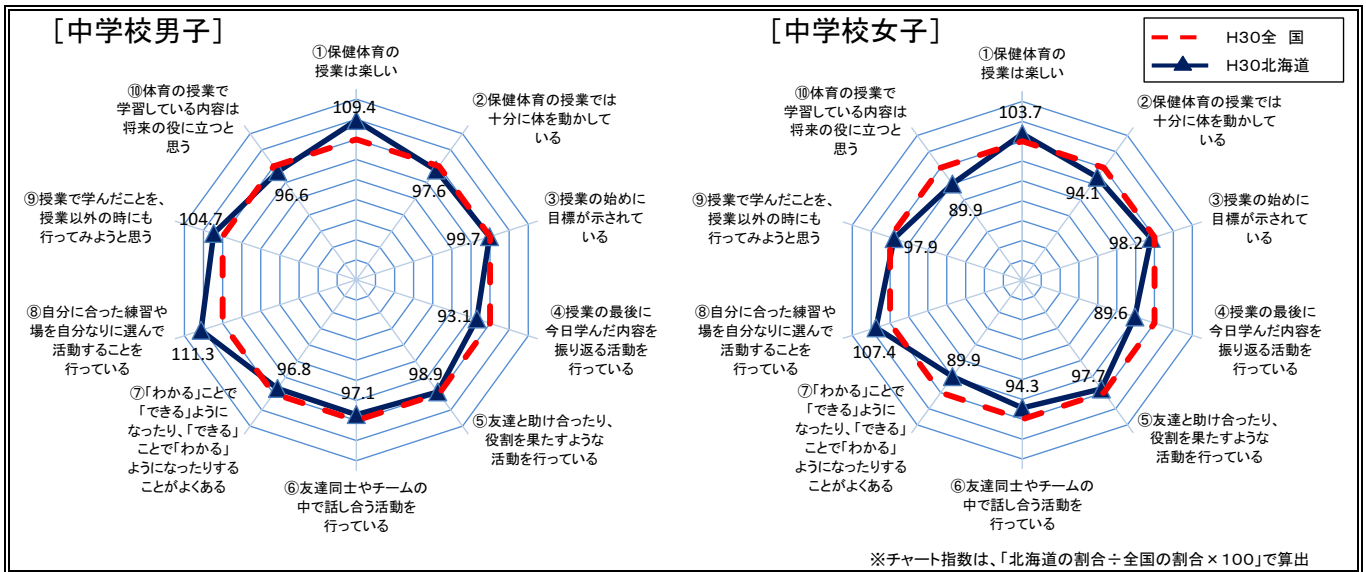 [中学校男子]
①保健体育の
授業は楽しい
109.4
②保健体育の授業では
十分に体を動かして
いる
97.6
③授業の始めに
目標が示されて
いる
99.7
④授業の最後に
今日学んだ内容を
振り返る活動を
行っている
93.1
⑤友達と助け合ったり、
役割を果たすような
活動を行っている
98.9
⑥友達同士やチームの
中で話し合う活動を
行っている
97.1
⑦「わかる」ことで
「できる」ように
なったり、「できる」
ことで「わかる」
ようになったりする
ことがよくある
96.8
⑧自分に合った練習や
場を自分なりに選んで
活動することを
行っている
111.3
⑨授業で学んだことを、
授業以外の時にも
行ってみようと思う
104.7
⑩体育の授業で
学習している内容は
将来の役に立つと
思う
96.6
[中学校女子]
H30全 国
H30北海道
①保健体育の
授業は楽しい
103.7
②保健体育の授業では
十分に体を動かして
いる
94.1
③授業の始めに
目標が示されて
いる
98.2
④授業の最後に
今日学んだ内容を
振り返る活動を
行っている
89.6
⑤友達と助け合ったり、
役割を果たすような
活動を行っている
97.7
⑥友達同士やチームの
中で話し合う活動を
行っている
94.3
⑦「わかる」ことで
「できる」ように
なったり、「できる」
ことで「わかる」
ようになったりする
ことがよくある
89.9
⑧自分に合った練習や
場を自分なりに選んで
活動することを
行っている
107.4
⑨授業で学んだことを、
授業以外の時にも
行ってみようと思う
97.9
⑩体育の授業で
学習している内容は
将来の役に立つと
思う
89.9
※チャート指数は、「北海道の割合÷全国の割合×100」で算出